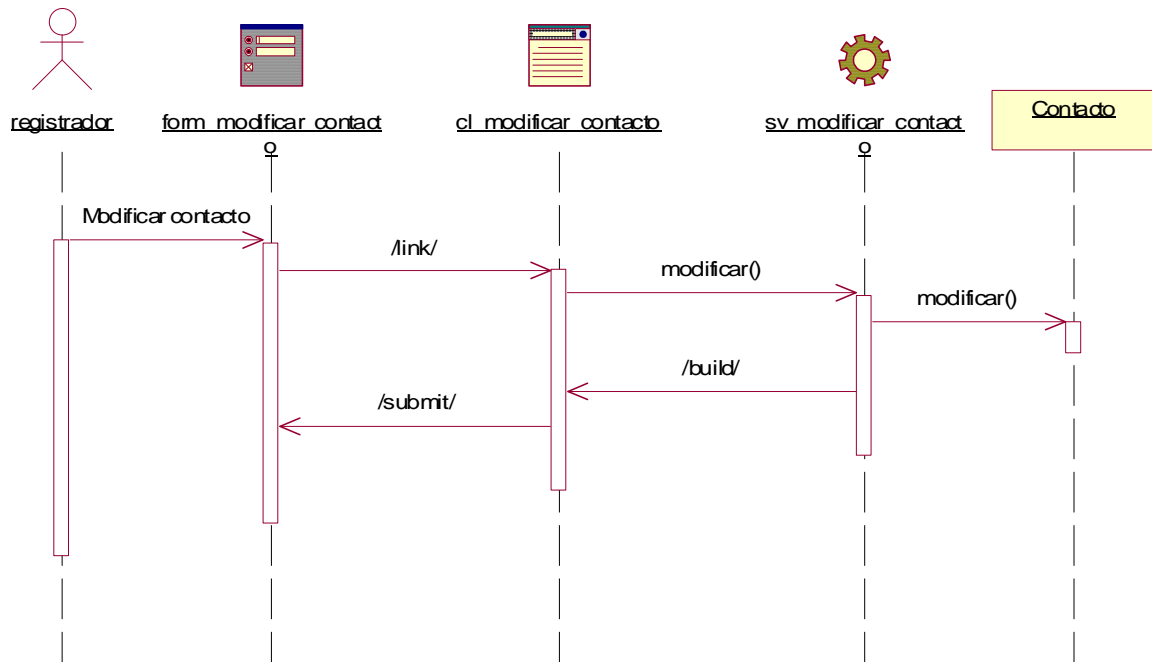 registrador
form_modificar_contact
o
cl_modificar_contacto
sv_modificar_contact
o
Contacto
Modificar contacto
/link/
modificar()
modificar()
/build/
/submit/